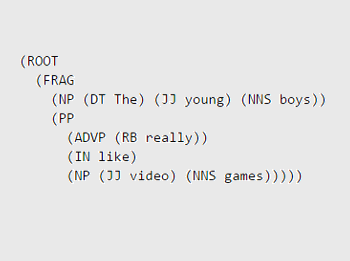 (ROOT
(FRAG
(NP (DT The) (JJ young) (NNS boys))
(PP
(ADVP (RB really))
(IN like)
(NP (JJ video) (NNS games)))))